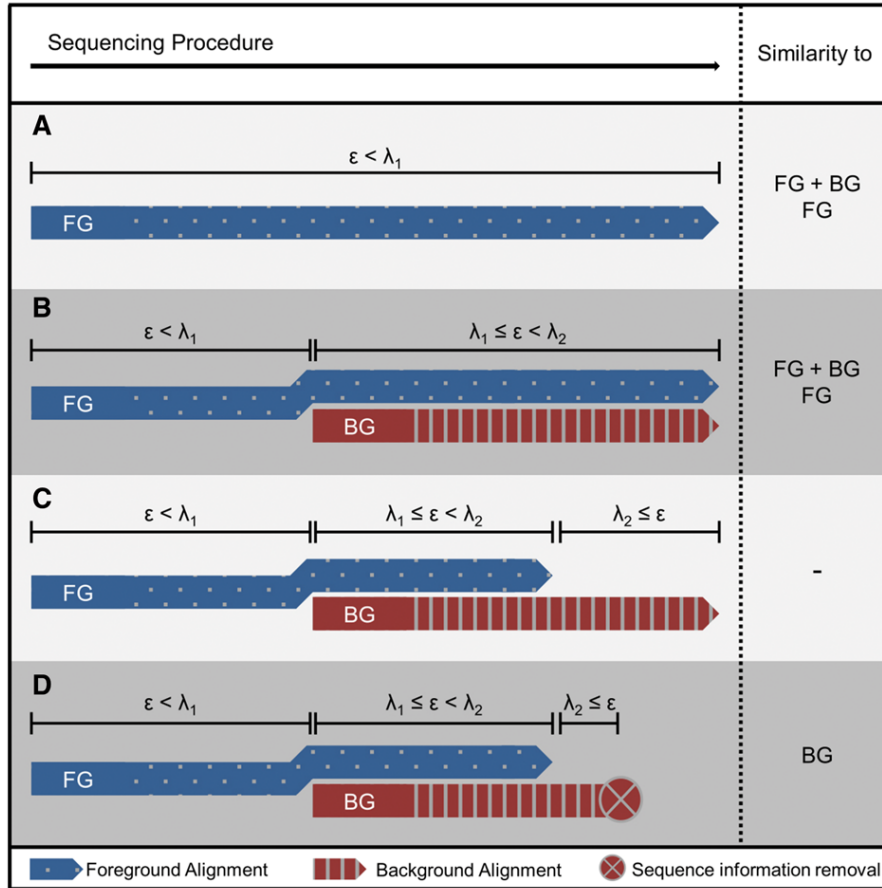 Sequencing Procedure
Similarity to
A
ε < λ₁
FG
FG + BG
FG
B
ε < λ₁
λ₁ ≤ ε < λ₂
FG
BG
FG + BG
FG
C
ε < λ₁
λ₁ ≤ ε < λ₂
λ₂ ≤ ε
FG
BG
-
D
ε < λ₁
λ₁ ≤ ε < λ₂
λ₂ ≤ ε
FG
BG
BG
Foreground Alignment
Background Alignment
Sequence information removal